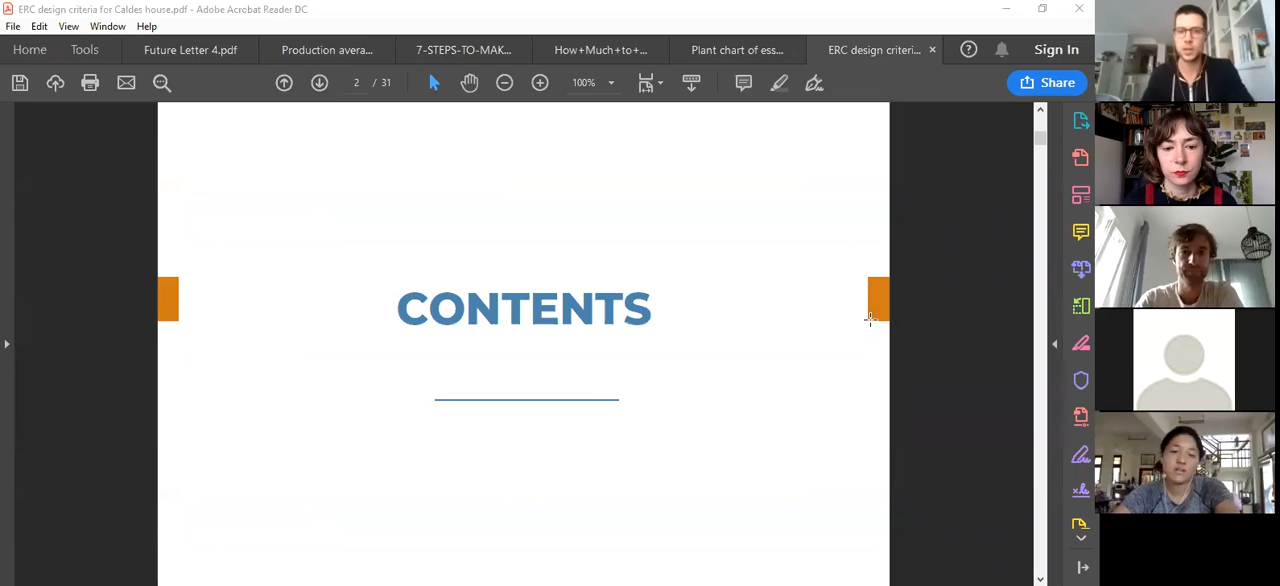 ERC design criteria for Caldes house.pdf - Adobe Acrobat Reader DC
File Edit View Window Help
Home Tools Future Letter 4.pdf Production avera... 7-STEPS-TO-MAK... How+Much+to+... Plant chart of ess... ERC design criteri... × Sign In
2 / 31 100% Share
CONTENTS